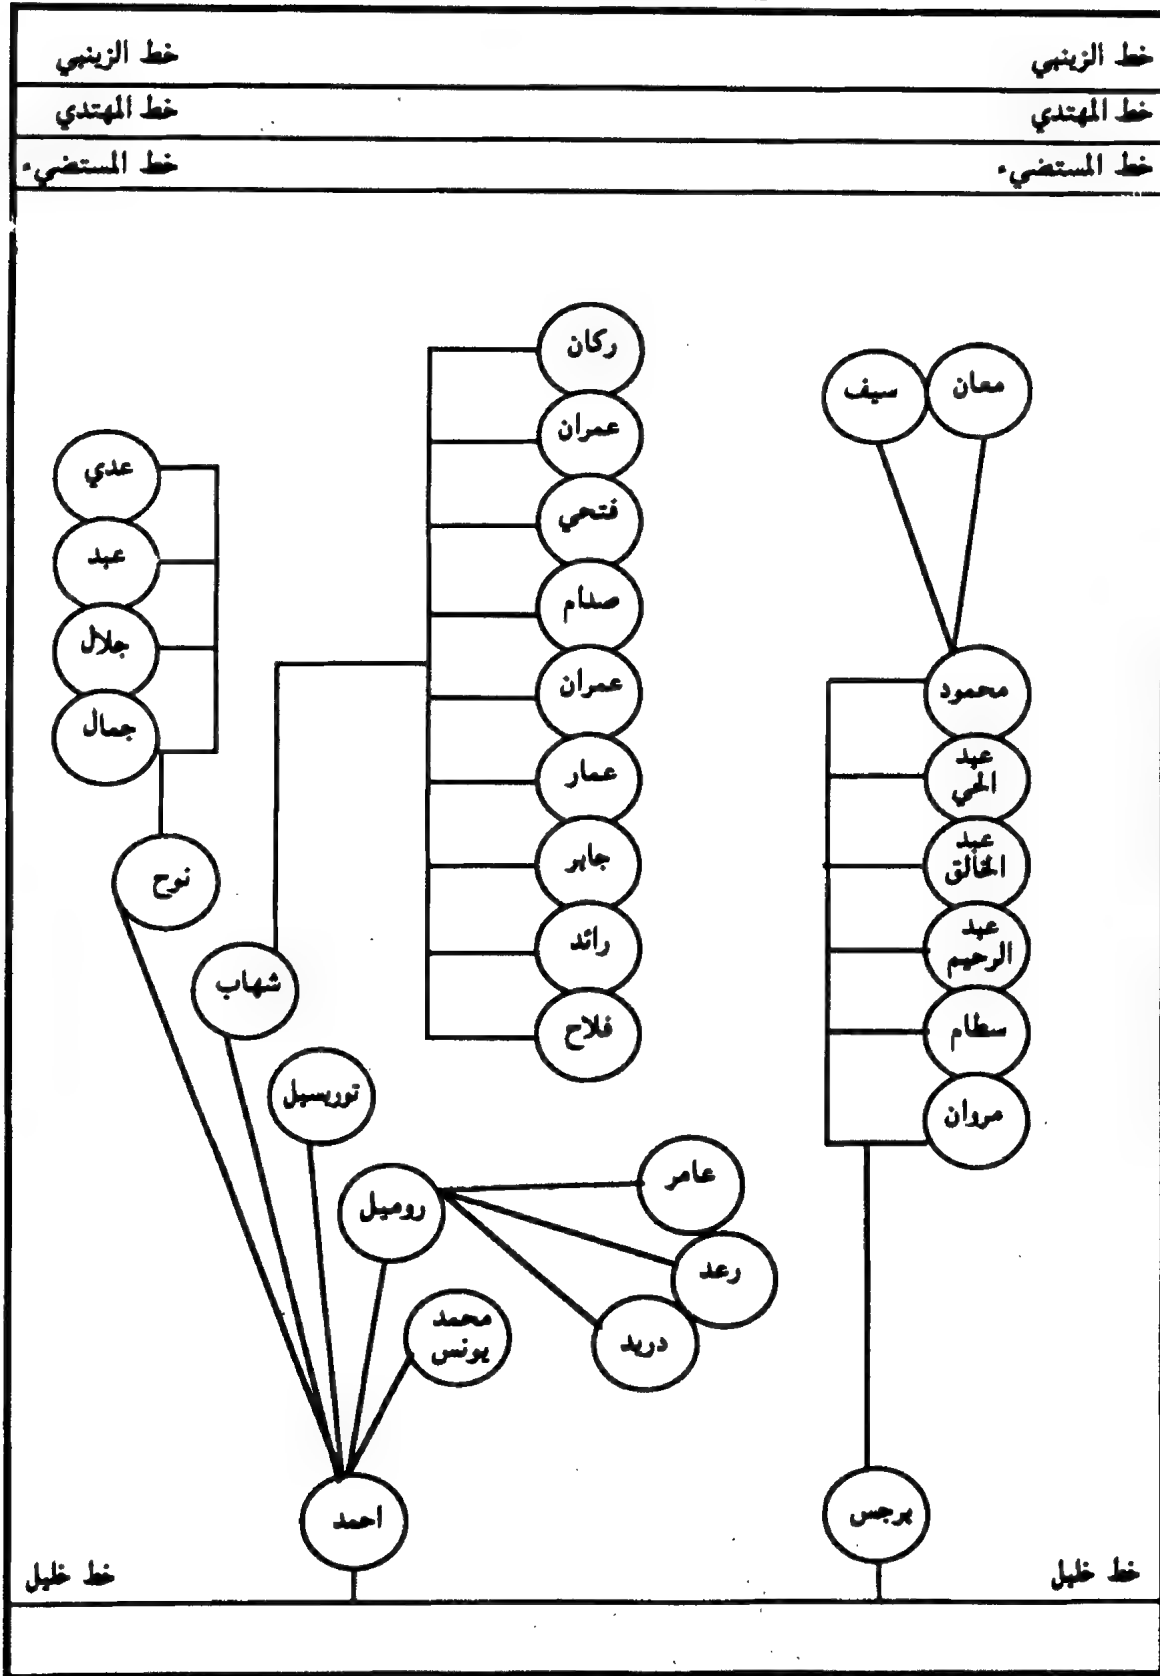 خط الزينبي
خط الزينبي
خط المهتدي
خط المهتدي
خط المستضيء
خط المستضيء
معان
سيف
محمود
عبد
الحي
عبد
الخالق
عبد
الرحيم
سطام
مروان
برجس
ركان
عمران
فتحي
صدام
عمران
عمار
جابر
رائد
فلاح
عدي
عبد
جلال
جمال
نوح
شهاب
توريسيل
روميل
عامر
رعد
دريد
محمد
يونس
احمد
خط خليل
خط خليل